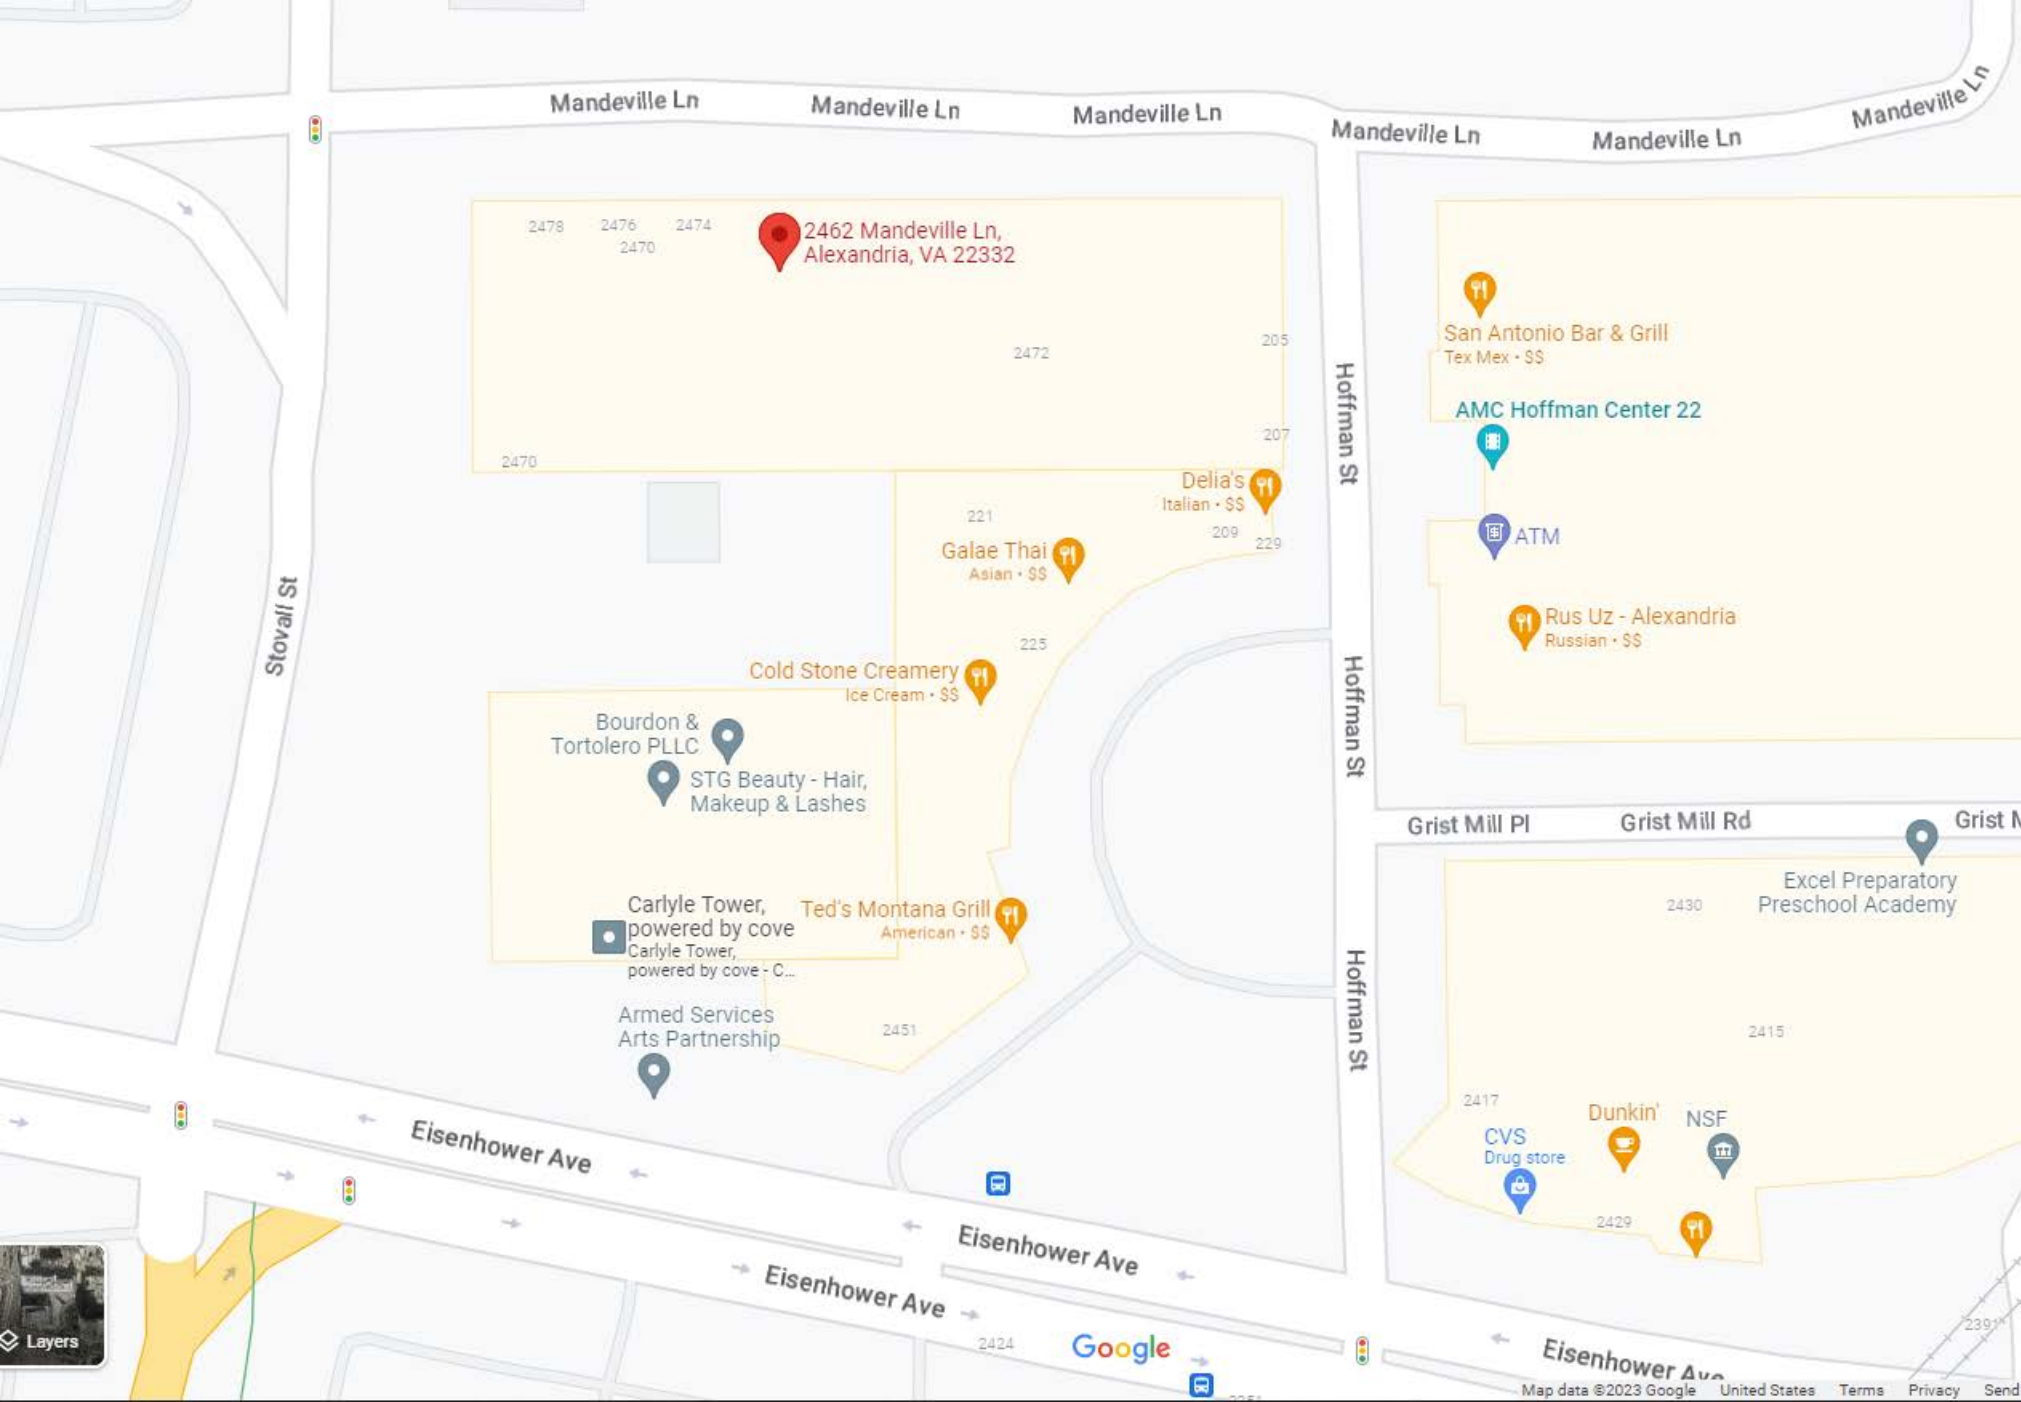 Mandeville Ln
Mandeville Ln
Mandeville Ln
Mandeville Ln
Mandeville Ln
Mandeville Ln
2478
2476
2474
2470
2462 Mandeville Ln,
Alexandria, VA 22332
2472
205
207
2470
Hoffman St
San Antonio Bar & Grill
Tex Mex • $$
AMC Hoffman Center 22
ATM
Delia's
Italian • $$
221
209
229
Galae Thai
Asian • $$
225
Rus Uz - Alexandria
Russian • $$
Stovall St
Cold Stone Creamery
Ice Cream • $$
Hoffman St
Bourdon &
Tortolero PLLC
STG Beauty - Hair,
Makeup & Lashes
Grist Mill Pl
Grist Mill Rd
Grist M
Excel Preparatory
Preschool Academy
2430
Carlyle Tower,
powered by cove
Carlyle Tower,
powered by cove - C...
Ted's Montana Grill
American • $$
Hoffman St
Armed Services
Arts Partnership
2451
2415
2417
Dunkin'
NSF
CVS
Drug store
2429
Eisenhower Ave
Eisenhower Ave
Eisenhower Ave
Eisenhower Ave
2391
Layers
2424
Google
Map data ©2023 Google United States Terms Privacy Send